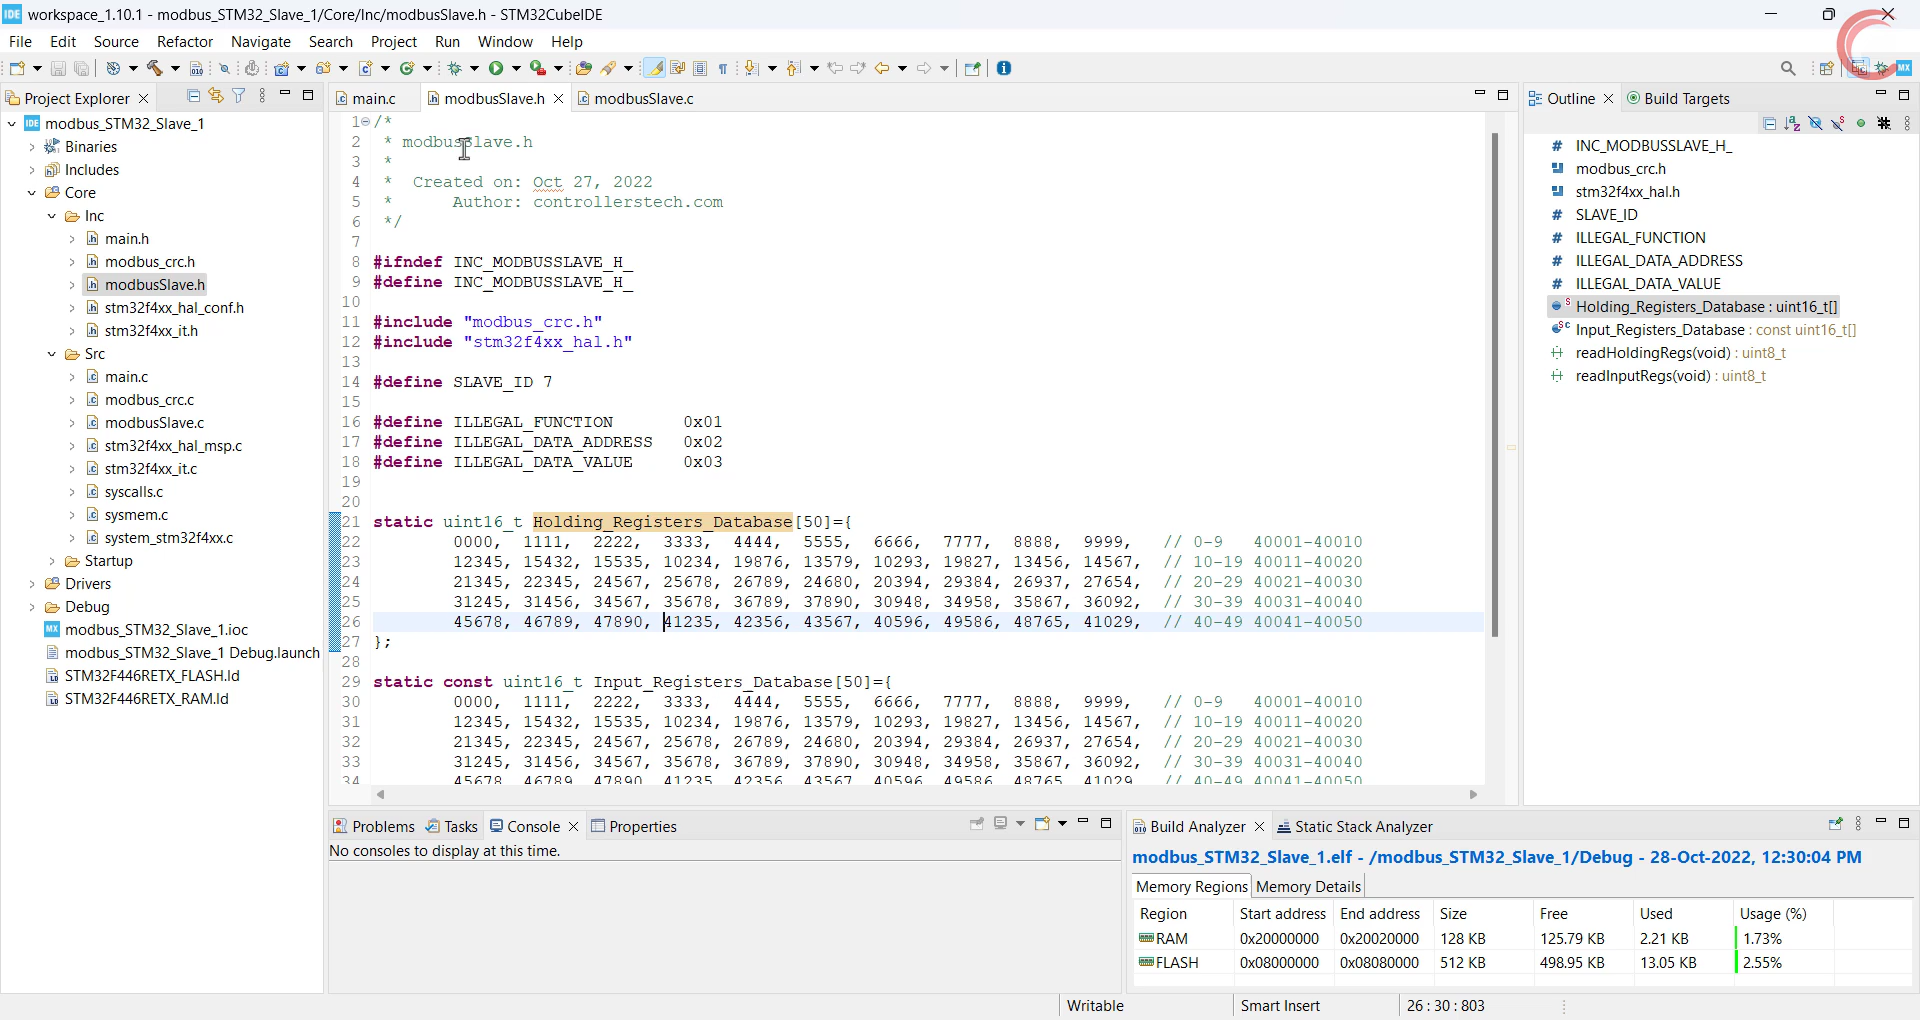 IDE workspace_1.10.1 - modbus_STM32_Slave_1/Core/Inc/modbusSlave.h - STM32CubeIDE
File Edit Source Refactor Navigate Search Project Run Window Help
Project Explorer
IDE modbus_STM32_Slave_1
Binaries
Includes
Core
Inc
main.h
modbus_crc.h
modbusSlave.h
stm32f4xx_hal_conf.h
stm32f4xx_it.h
Src
main.c
modbus_crc.c
modbusSlave.c
stm32f4xx_hal_msp.c
stm32f4xx_it.c
syscalls.c
sysmem.c
system_stm32f4xx.c
Startup
Drivers
Debug
MX modbus_STM32_Slave_1.ioc
modbus_STM32_Slave_1 Debug.launch
STM32F446RETX_FLASH.ld
STM32F446RETX_RAM.ld
main.c modbusSlave.h modbusSlave.c
1 /*
2 * modbusSlave.h
3 *
4 * Created on: Oct 27, 2022
5 * Author: controllerstech.com
6 */
7
8 #ifndef INC_MODBUSSLAVE_H_
9 #define INC_MODBUSSLAVE_H_
10
11 #include "modbus_crc.h"
12 #include "stm32f4xx_hal.h"
13
14 #define SLAVE_ID 7
15
16 #define ILLEGAL_FUNCTION 0x01
17 #define ILLEGAL_DATA_ADDRESS 0x02
18 #define ILLEGAL_DATA_VALUE 0x03
19
20
21 static uint16_t Holding_Registers_Database[50]={
22 0000, 1111, 2222, 3333, 4444, 5555, 6666, 7777, 8888, 9999, // 0-9 40001-40010
23 12345, 15432, 15535, 10234, 19876, 13579, 10293, 19827, 13456, 14567, // 10-19 40011-40020
24 21345, 22345, 24567, 25678, 26789, 24680, 20394, 29384, 26937, 27654, // 20-29 40021-40030
25 31245, 31456, 34567, 35678, 36789, 37890, 30948, 34958, 35867, 36092, // 30-39 40031-40040
26 45678, 46789, 47890, 41235, 42356, 43567, 40596, 49586, 48765, 41029, // 40-49 40041-40050
27 };
28
29 static const uint16_t Input_Registers_Database[50]={
30 0000, 1111, 2222, 3333, 4444, 5555, 6666, 7777, 8888, 9999, // 0-9 40001-40010
31 12345, 15432, 15535, 10234, 19876, 13579, 10293, 19827, 13456, 14567, // 10-19 40011-40020
32 21345, 22345, 24567, 25678, 26789, 24680, 20394, 29384, 26937, 27654, // 20-29 40021-40030
33 31245, 31456, 34567, 35678, 36789, 37890, 30948, 34958, 35867, 36092, // 30-39 40031-40040
34 45678, 46789, 47890, 41235, 42356, 43567, 40596, 49586, 48765, 41029, // 40-49 40041-40050
Outline Build Targets
INC_MODBUSSLAVE_H_
modbus_crc.h
stm32f4xx_hal.h
SLAVE_ID
ILLEGAL_FUNCTION
ILLEGAL_DATA_ADDRESS
ILLEGAL_DATA_VALUE
Holding_Registers_Database : uint16_t[]
Input_Registers_Database : const uint16_t[]
readHoldingRegs(void) : uint8_t
readInputRegs(void) : uint8_t
Problems Tasks Console Properties
No consoles to display at this time.
Build Analyzer Static Stack Analyzer
modbus_STM32_Slave_1.elf - /modbus_STM32_Slave_1/Debug - 28-Oct-2022, 12:30:04 PM
Memory Regions Memory Details
Region Start address End address Size Free Used Usage (%)
RAM 0x20000000 0x20020000 128 KB 125.79 KB 2.21 KB 1.73%
FLASH 0x08000000 0x08080000 512 KB 498.95 KB 13.05 KB 2.55%
Writable Smart Insert 26 : 30 : 803